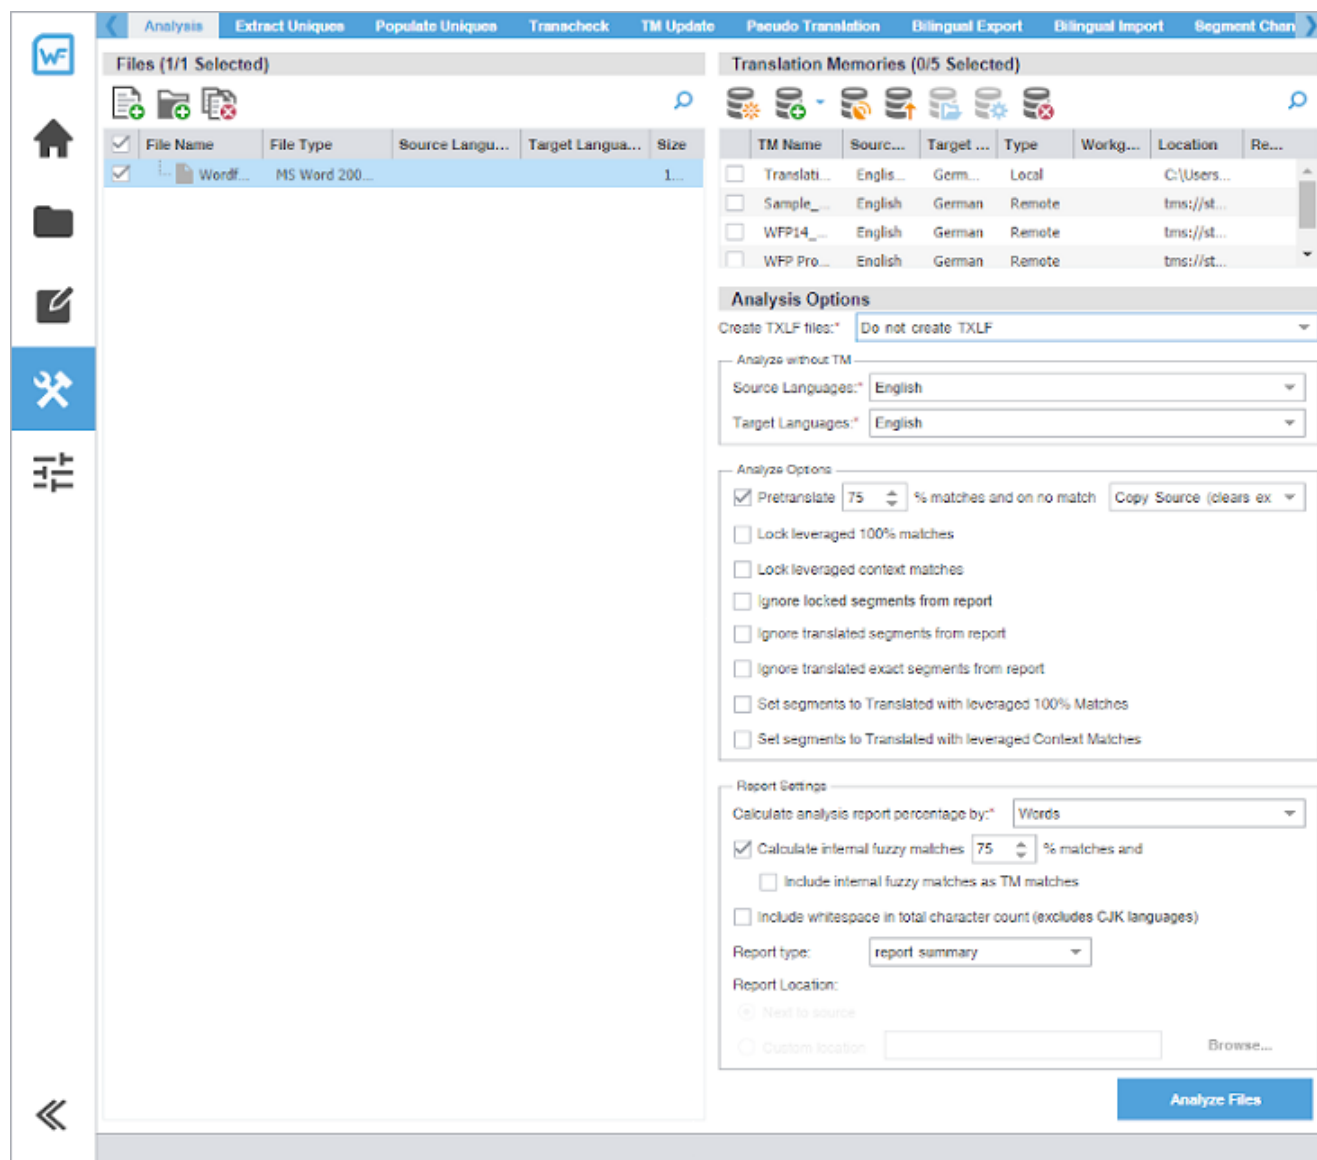 WF
Analysis Extract Uniques Populate Uniques Transcheck TM Update Pseudo Translation Bilingual Export Bilingual Import Segment Chan
Files (1/1 Selected)
File Name File Type Source Langu... Target Langua... Size
Wordf... MS Word 200... 1...
Translation Memories (0/5 Selected)
TM Name Sourc... Target ... Type Workg... Location Re...
Translati... Englis... Germ... Local C:\Users...
Sample_... English German Remote tms://st...
WFP14_... English German Remote tms://st...
WFP Pro... English German Remote tms://st...
Analysis Options
Create TXLF files:* Do not create TXLF
Analyze without TM
Source Languages:* English
Target Languages:* English
Analyze Options
Pretranslate 75 % matches and on no match Copy Source (clears ex
Lock leveraged 100% matches
Lock leveraged context matches
Ignore locked segments from report
Ignore translated segments from report
Ignore translated exact segments from report
Set segments to Translated with leveraged 100% Matches
Set segments to Translated with leveraged Context Matches
Report Settings
Calculate analysis report percentage by:* Words
Calculate internal fuzzy matches 75 % matches and
Include internal fuzzy matches as TM matches
Include whitespace in total character count (excludes CJK languages)
Report type: report summary
Report Location:
Next to source
Custom location Browse...
Analyze Files